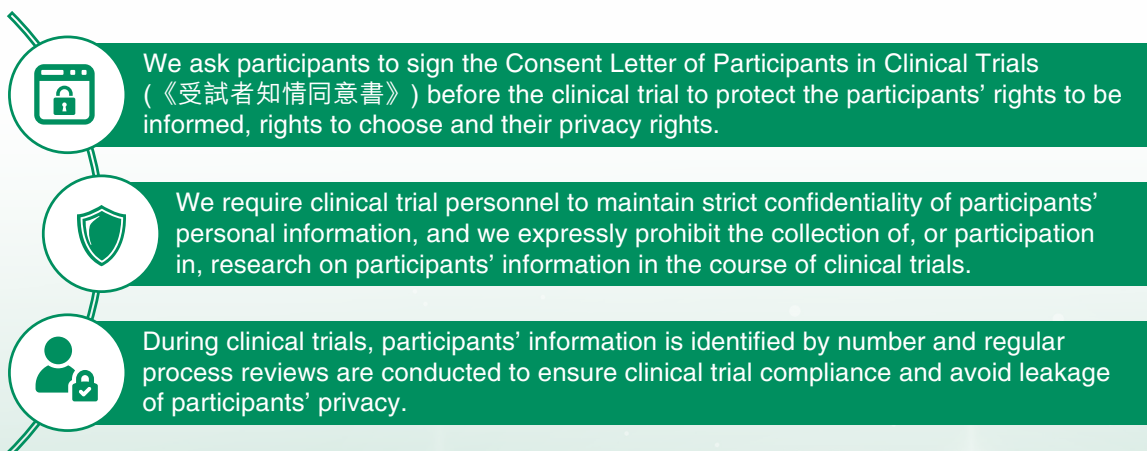 We ask participants to sign the Consent Letter of Participants in Clinical Trials
(《受試者知情同意書》) before the clinical trial to protect the participants’ rights to be
informed, rights to choose and their privacy rights.
We require clinical trial personnel to maintain strict confidentiality of participants’
personal information, and we expressly prohibit the collection of, or participation
in, research on participants’ information in the course of clinical trials.
During clinical trials, participants’ information is identified by number and regular
process reviews are conducted to ensure clinical trial compliance and avoid leakage
of participants’ privacy.